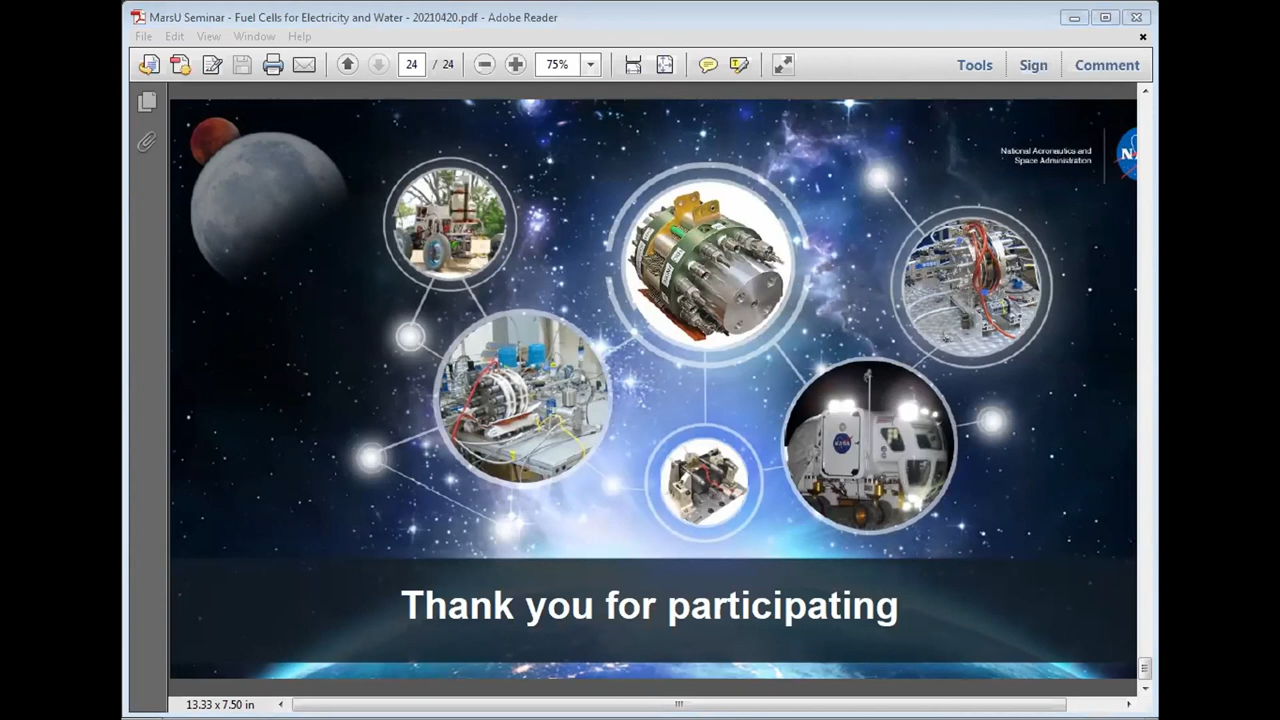 MarsU Seminar - Fuel Cells for Electricity and Water - 20210420.pdf - Adobe Reader
File Edit View Window Help
24 / 24 75% Tools Sign Comment
National Aeronautics and
Space Administration
NASA
Thank you for participating
13.33 x 7.50 in